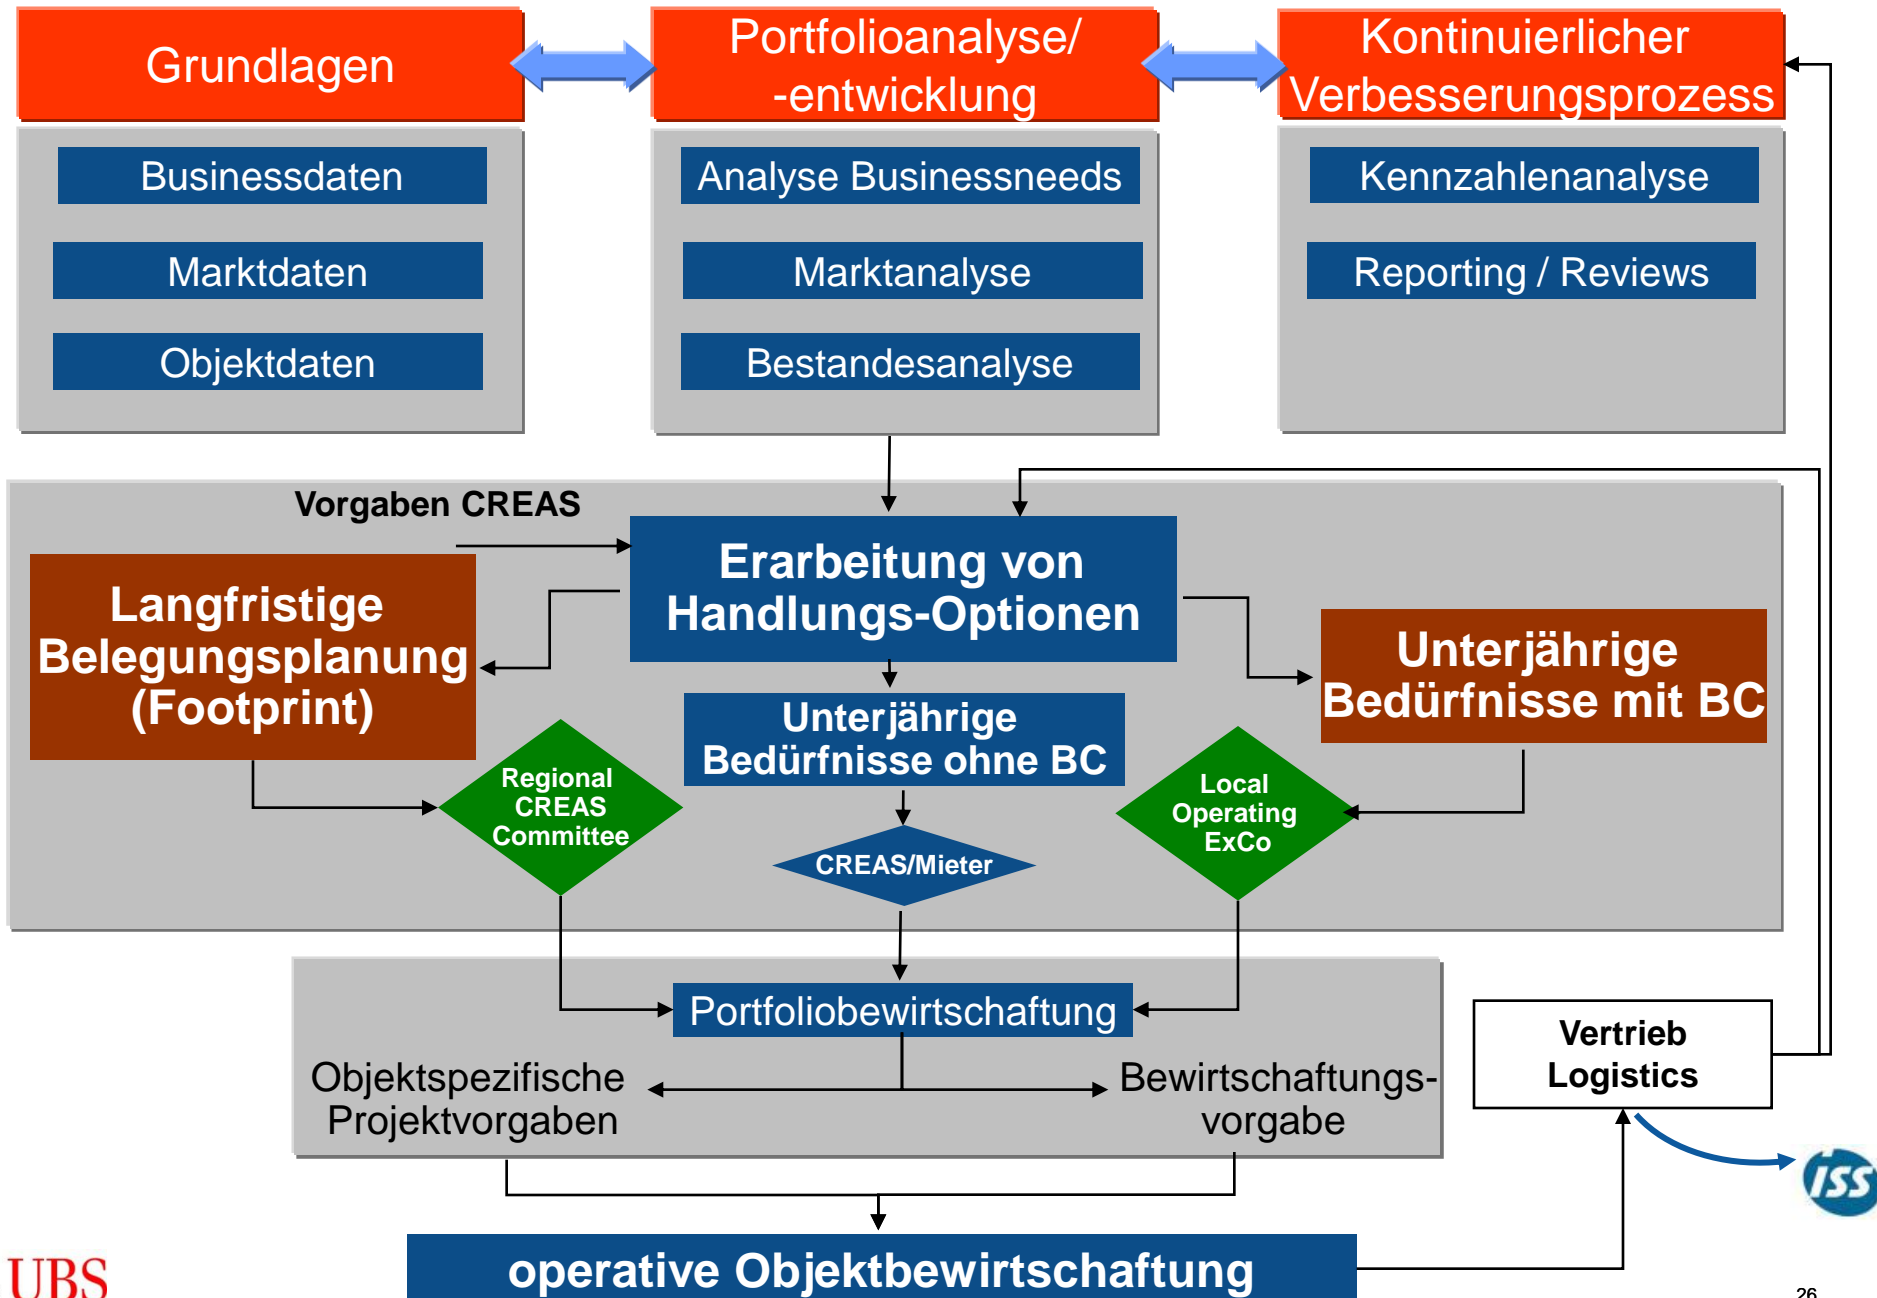 Grundlagen
Portfolioanalyse/
-entwicklung
Kontinuierlicher
Verbesserungsprozess
Businessdaten
Marktdaten
Objektdaten
Analyse Businessneeds
Marktanalyse
Bestandesanalyse
Kennzahlenanalyse
Reporting / Reviews
Vorgaben CREAS
Erarbeitung von
Handlungs-Optionen
Langfristige
Belegungsplanung
(Footprint)
Unterjährige
Bedürfnisse ohne BC
Unterjährige
Bedürfnisse mit BC
Regional
CREAS
Committee
CREAS/Mieter
Local
Operating
ExCo
Portfoliobewirtschaftung
Objektspezifische
Projektvorgaben
Bewirtschaftungs-
vorgabe
Vertrieb
Logistics
ISS
operative Objektbewirtschaftung
UBS
26